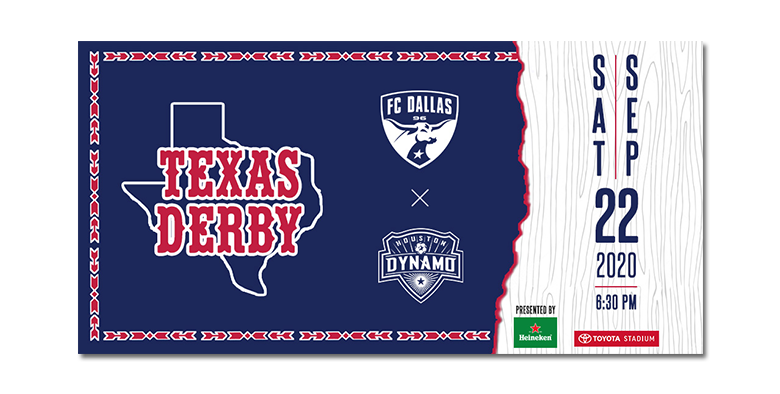 TEXAS
DERBY
FC DALLAS
96
HOUSTON
DYNAMO
SAT SEP
22
2020
6:30 PM
PRESENTED BY
Heineken
TOYOTA STADIUM